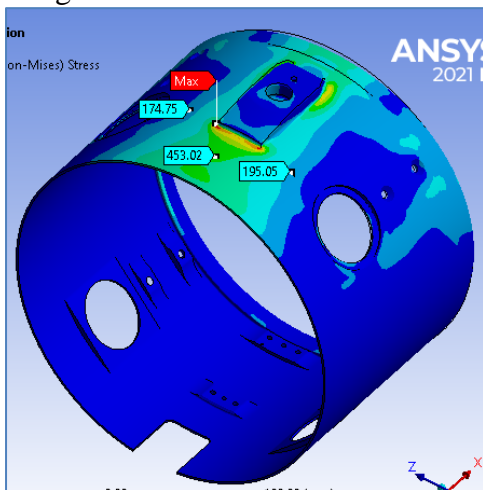 ion
on-Mises) Stress
ANSYS
2021
Max
174.75
453.02
195.05
Z
X